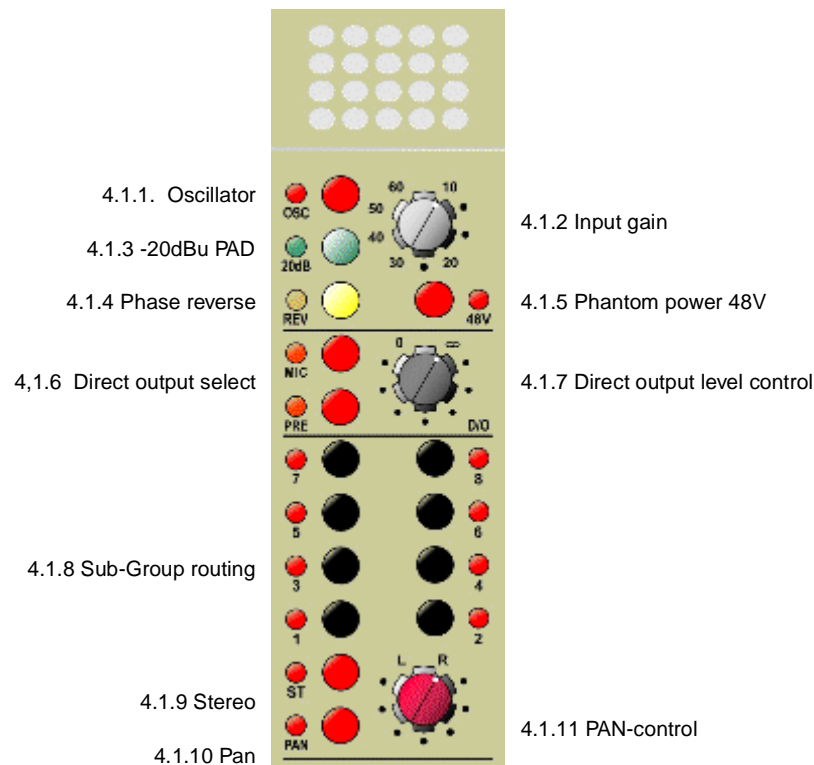 4.1.1. Oscillator
OSC
60 10
50
40
30 20
4.1.2 Input gain
4.1.3 -20dBu PAD
20dB
4.1.4 Phase reverse
REV
48V
4.1.5 Phantom power 48V
4,1.6 Direct output select
MIC
PRE
0 ∞
D/O
4.1.7 Direct output level control
7 8
5 6
4.1.8 Sub-Group routing
3 4
1 2
L R
ST
4.1.9 Stereo
PAN
4.1.11 PAN-control
4.1.10 Pan